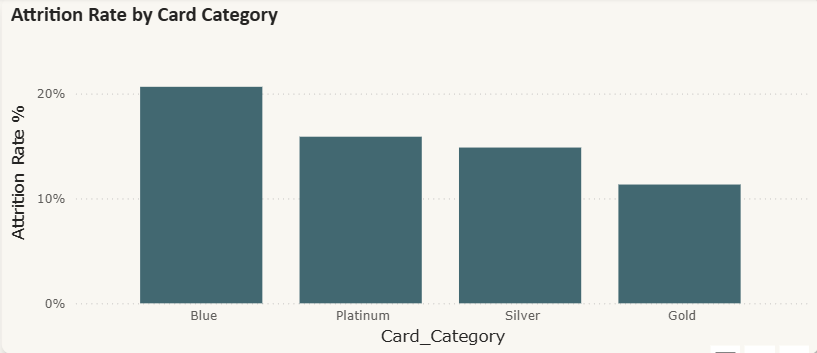 Attrition Rate by Card Category
Attrition Rate %
20%
10%
0%
Blue Platinum Silver Gold
Card_Category